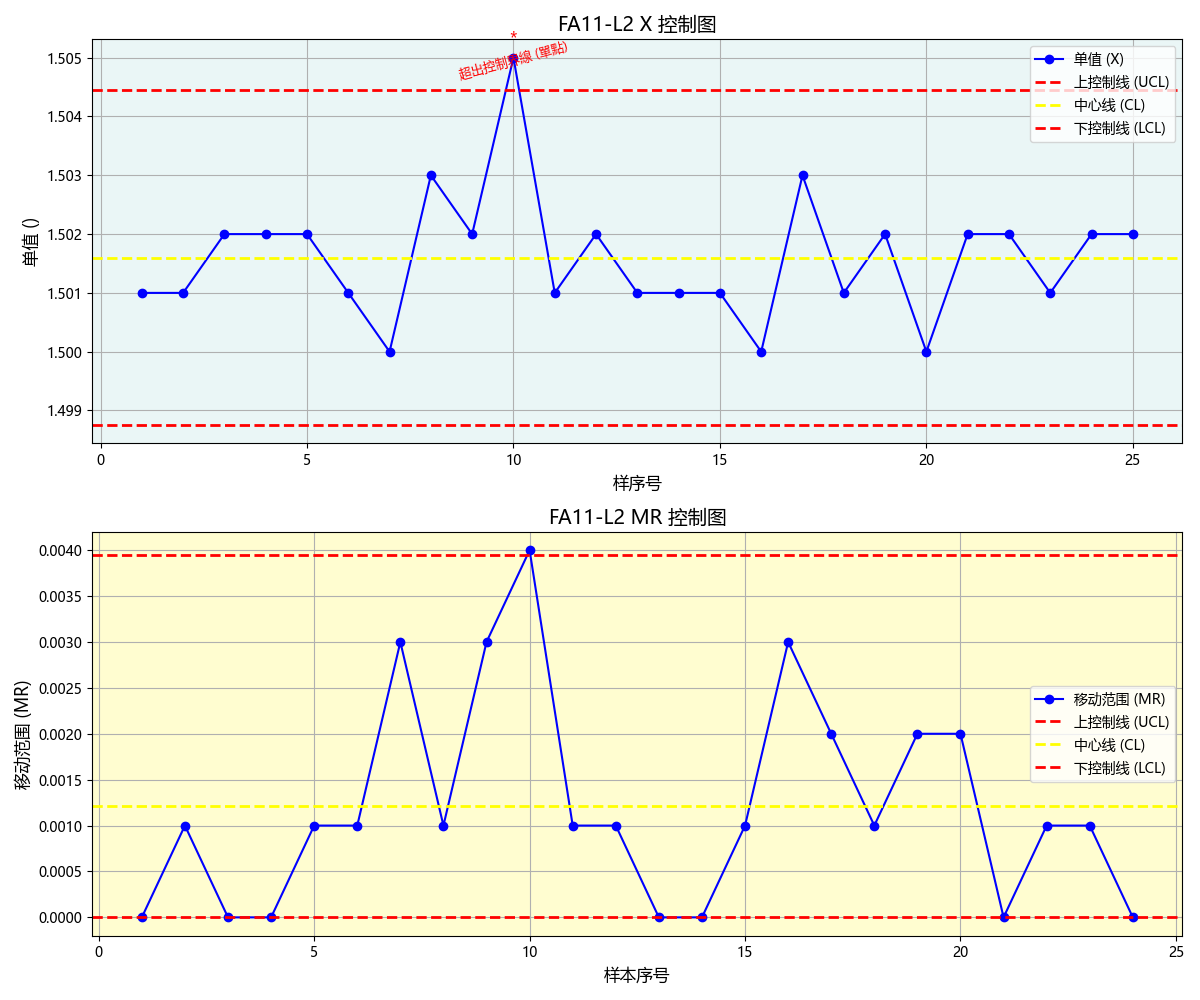 FA11-L2 X 控制图
*
超出控制界線 (單點)
单值 (X)
上控制线 (UCL)
中心线 (CL)
下控制线 (LCL)
单值 ()
1.505
1.504
1.503
1.502
1.501
1.500
1.499
0 5 10 15 20 25
样序号
FA11-L2 MR 控制图
移动范围 (MR)
上控制线 (UCL)
中心线 (CL)
下控制线 (LCL)
移动范围 (MR)
0.0040
0.0035
0.0030
0.0025
0.0020
0.0015
0.0010
0.0005
0.0000
0 5 10 15 20 25
样本序号